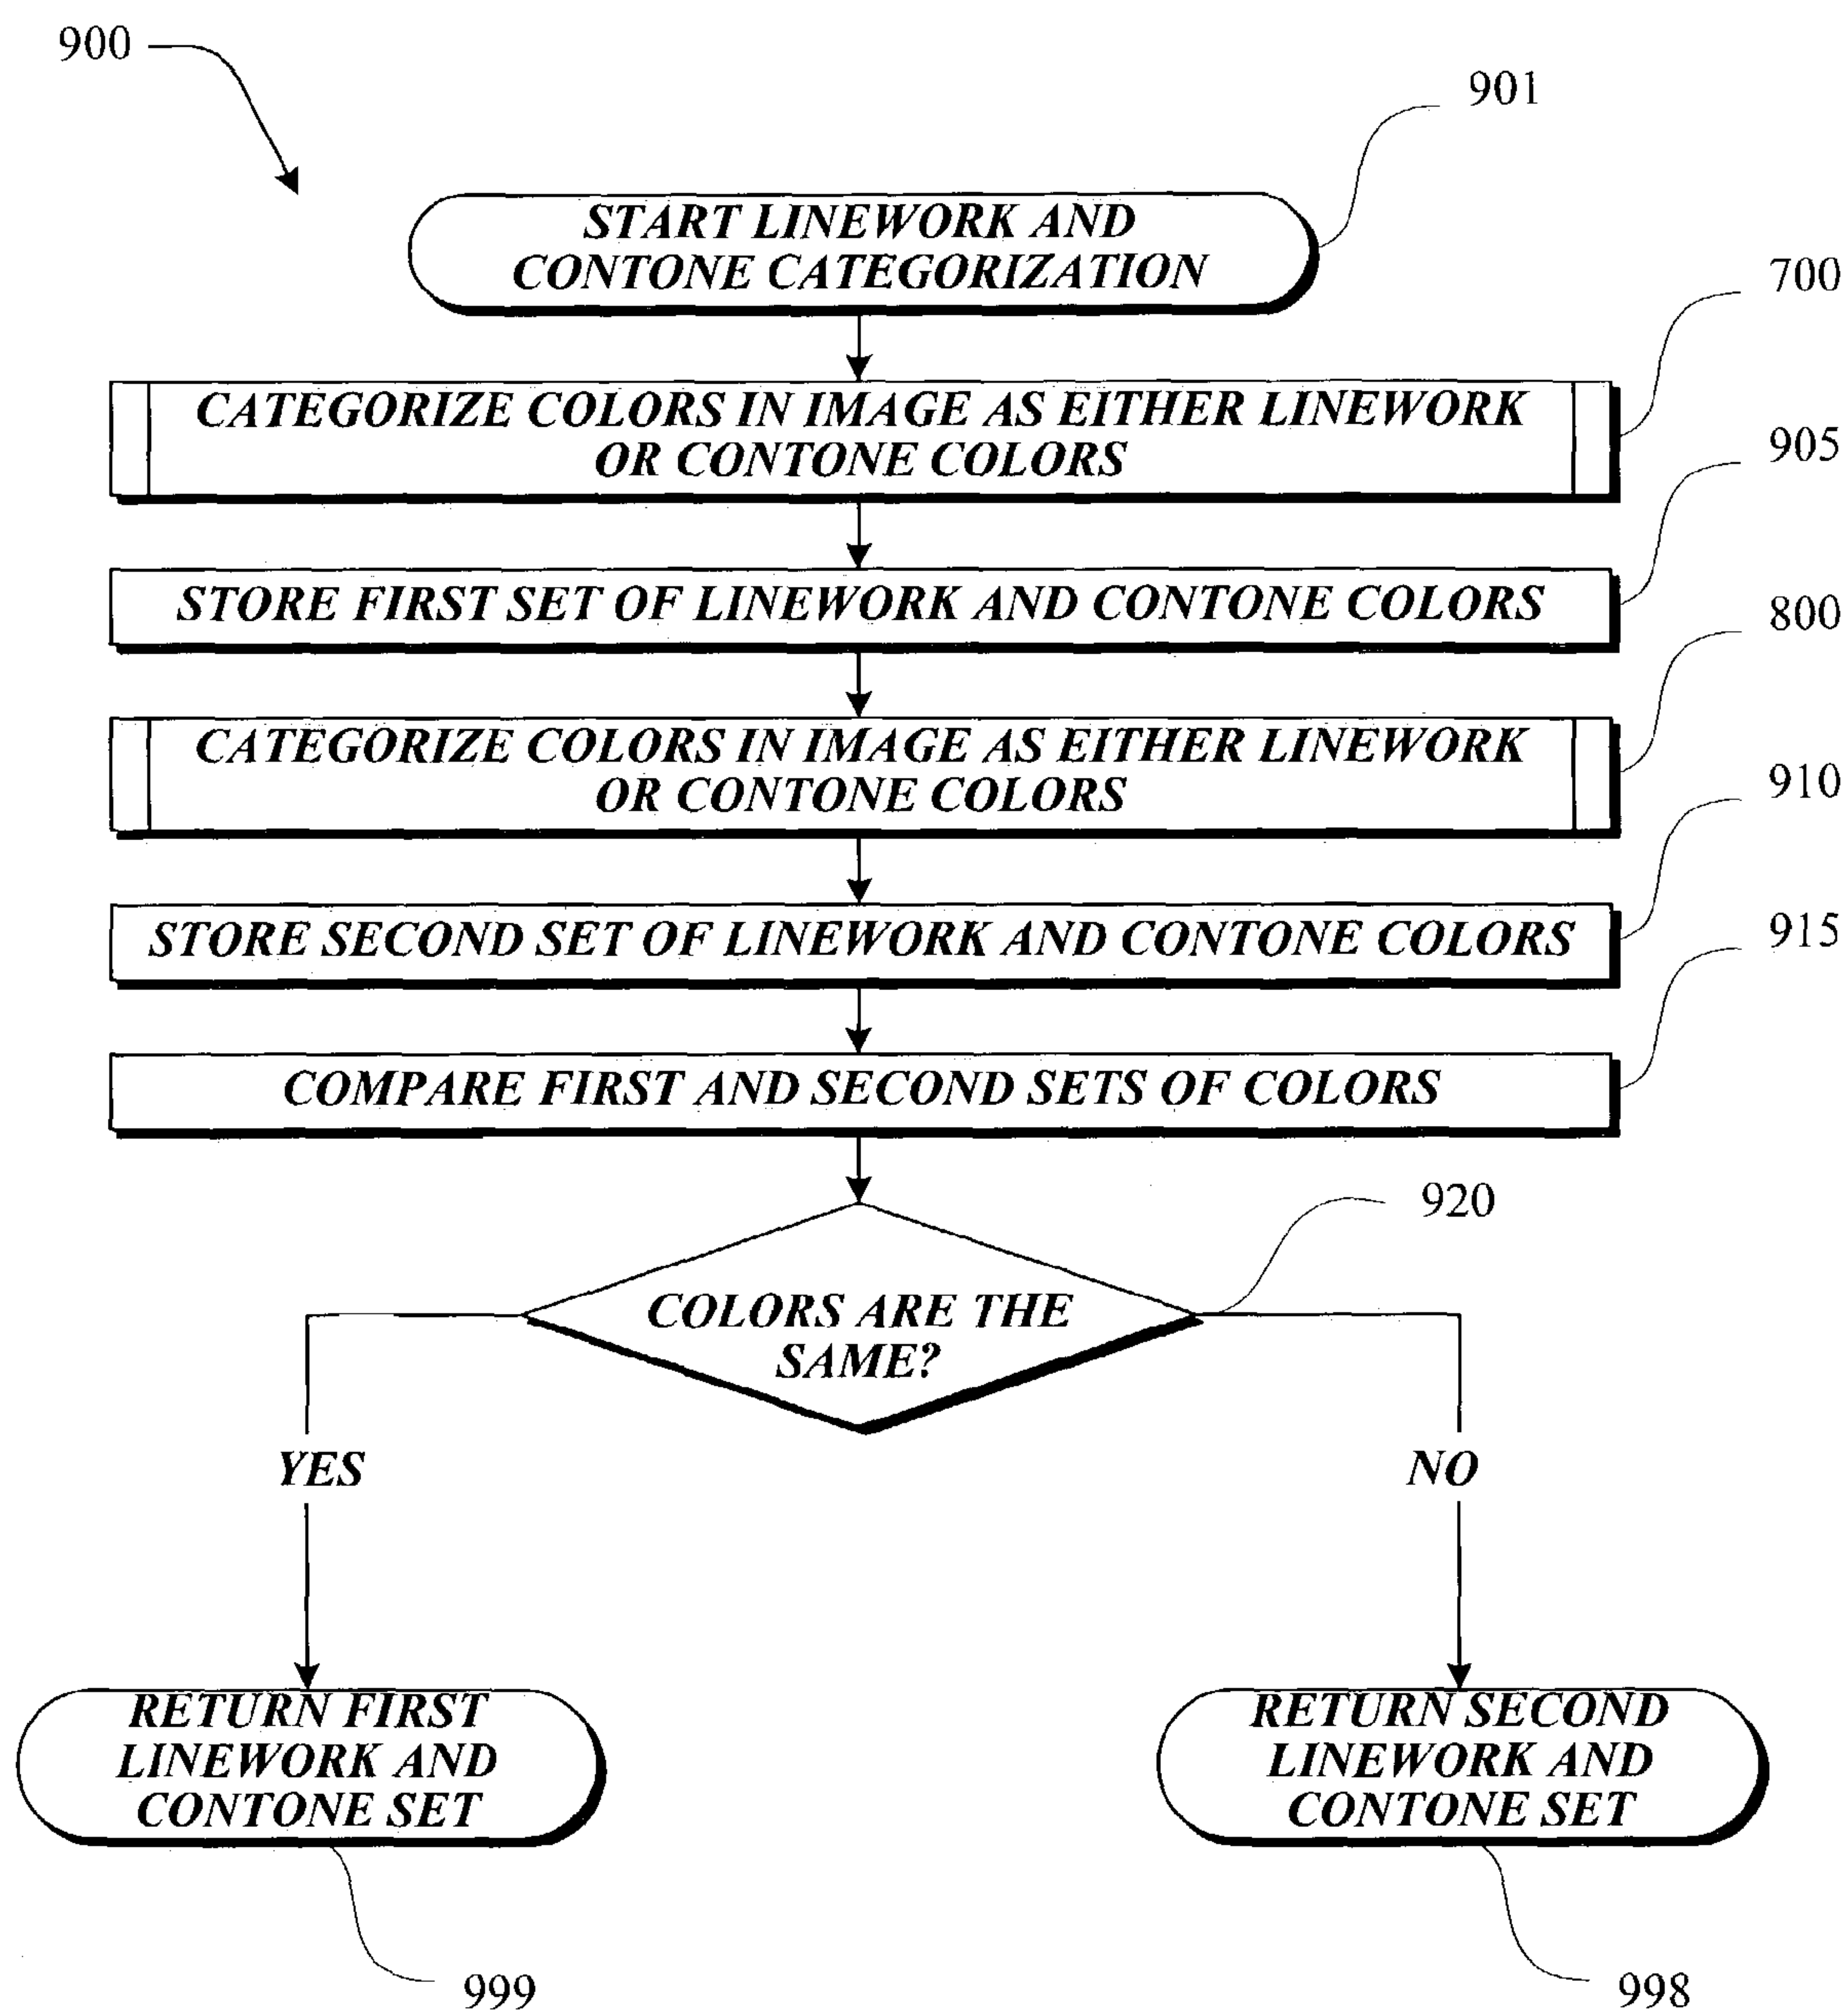 900
901
START LINEWORK AND
CONTONE CATEGORIZATION
700
CATEGORIZE COLORS IN IMAGE AS EITHER LINEWORK
OR CONTONE COLORS
905
STORE FIRST SET OF LINEWORK AND CONTONE COLORS
800
CATEGORIZE COLORS IN IMAGE AS EITHER LINEWORK
OR CONTONE COLORS
910
STORE SECOND SET OF LINEWORK AND CONTONE COLORS
915
COMPARE FIRST AND SECOND SETS OF COLORS
920
COLORS ARE THE
SAME?
YES
NO
RETURN FIRST
LINEWORK AND
CONTONE SET
RETURN SECOND
LINEWORK AND
CONTONE SET
999
998